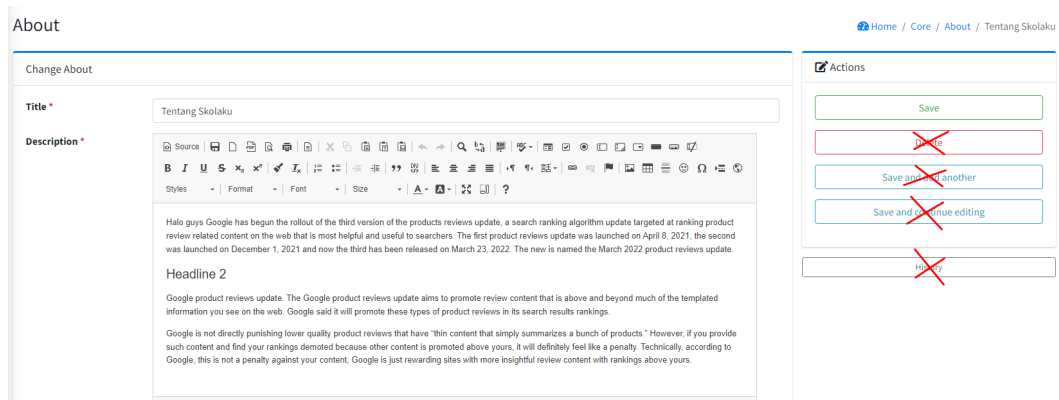 About
Home / Core / About / Tentang Skolaku
Change About
Title *
Tentang Skolaku
Description *
Source
Styles Format Font Size
Halo guys Google has begun the rollout of the third version of the products reviews update, a search ranking algorithm update targeted at ranking product
review related content on the web that is most helpful and useful to searchers. The first product reviews update was launched on April 8, 2021, the second
was launched on December 1, 2021 and now the third has been released on March 23, 2022. The new is named the March 2022 product reviews update.
Headline 2
Google product reviews update. The Google product reviews update aims to promote review content that is above and beyond much of the templated
information you see on the web. Google said it will promote these types of product reviews in its search results rankings.
Google is not directly punishing lower quality product reviews that have “thin content that simply summarizes a bunch of products.” However, if you provide
such content and find your rankings demoted because other content is promoted above yours, it will definitely feel like a penalty. Technically, according to
Google, this is not a penalty against your content, Google is just rewarding sites with more insightful review content with rankings above yours.
Actions
Save
Delete
Save and add another
Save and continue editing
History